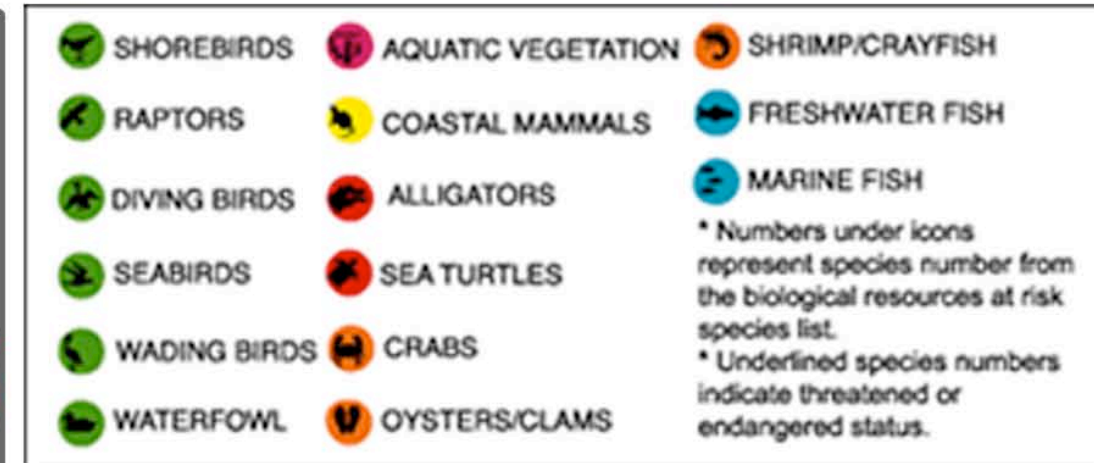 SHOREBIRDS
RAPTORS
DIVING BIRDS
SEABIRDS
WADING BIRDS
WATERFOWL
AQUATIC VEGETATION
COASTAL MAMMALS
ALLIGATORS
SEA TURTLES
CRABS
OYSTERS/CLAMS
SHRIMP/CRAYFISH
FRESHWATER FISH
MARINE FISH
* Numbers under icons
represent species number from
the biological resources at risk
species list.
* Underlined species numbers
indicate threatened or
endangered status.